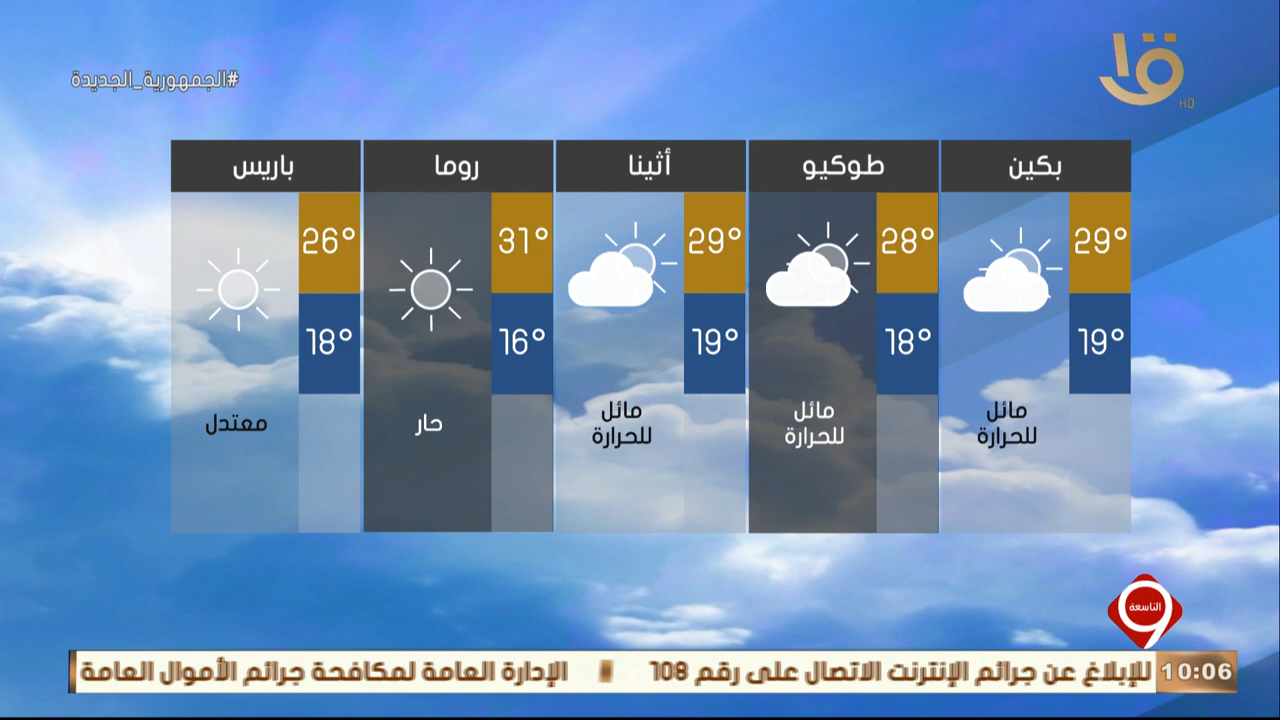 #الجمهورية_الجديدة
HD
بكين
29°
19°
مائل
للحرارة
طوكيو
28°
18°
مائل
للحرارة
أثينا
29°
19°
مائل
للحرارة
روما
31°
16°
حار
باريس
26°
18°
معتدل
التاسعة
9
10:06
للإبلاغ عن جرائم الإنترنت الاتصال على رقم 108 الإدارة العامة لمكافحة جرائم الأموال العامة